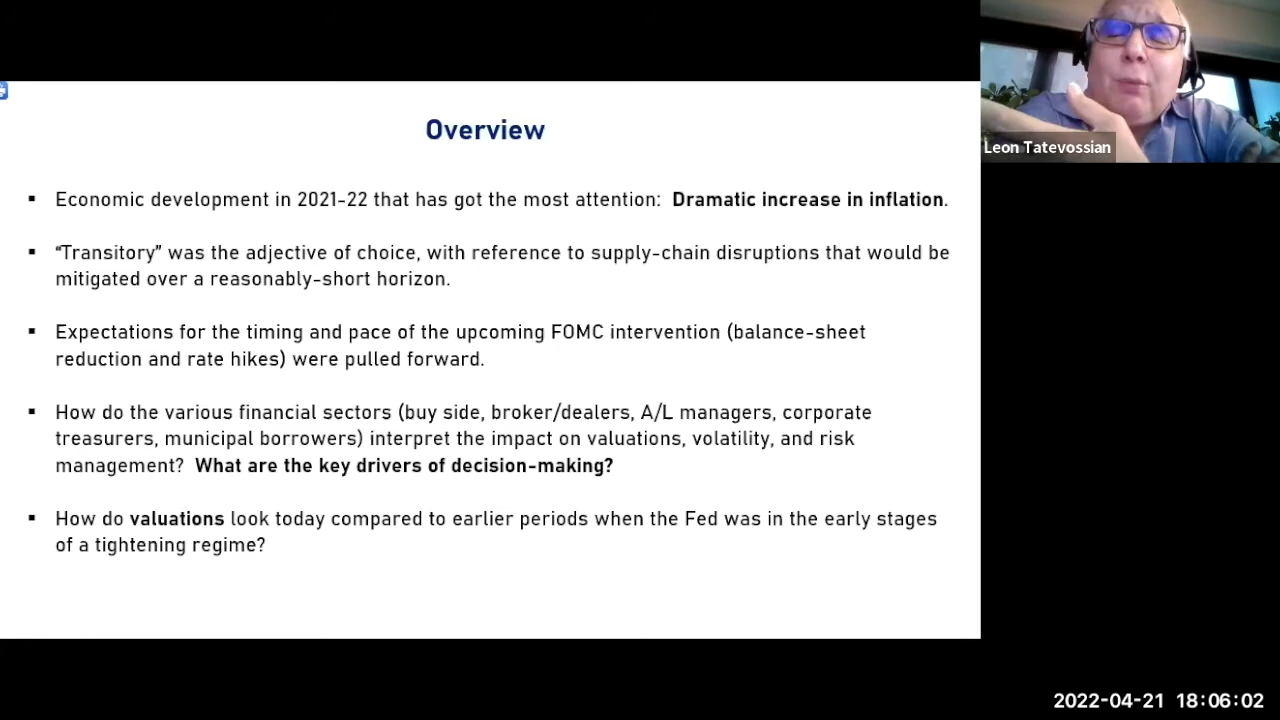 Overview
▪ Economic development in 2021-22 that has got the most attention: Dramatic increase in inflation.
▪ “Transitory” was the adjective of choice, with reference to supply-chain disruptions that would be
mitigated over a reasonably-short horizon.
▪ Expectations for the timing and pace of the upcoming FOMC intervention (balance-sheet
reduction and rate hikes) were pulled forward.
▪ How do the various financial sectors (buy side, broker/dealers, A/L managers, corporate
treasurers, municipal borrowers) interpret the impact on valuations, volatility, and risk
management? What are the key drivers of decision-making?
▪ How do valuations look today compared to earlier periods when the Fed was in the early stages
of a tightening regime?
Leon Tatevossian
2022-04-21 18:06:02